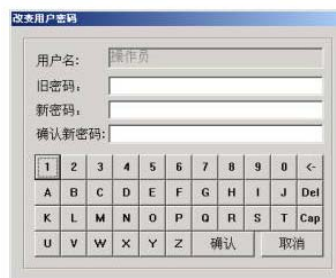 改变用户密码
用户名: 操作员
旧密码:
新密码:
确认新密码:
1 2 3 4 5 6 7 8 9 0 <-
A B C D E F G H I J Del
K L M N O P Q R S T Cap
U V W X Y Z 确认 取消